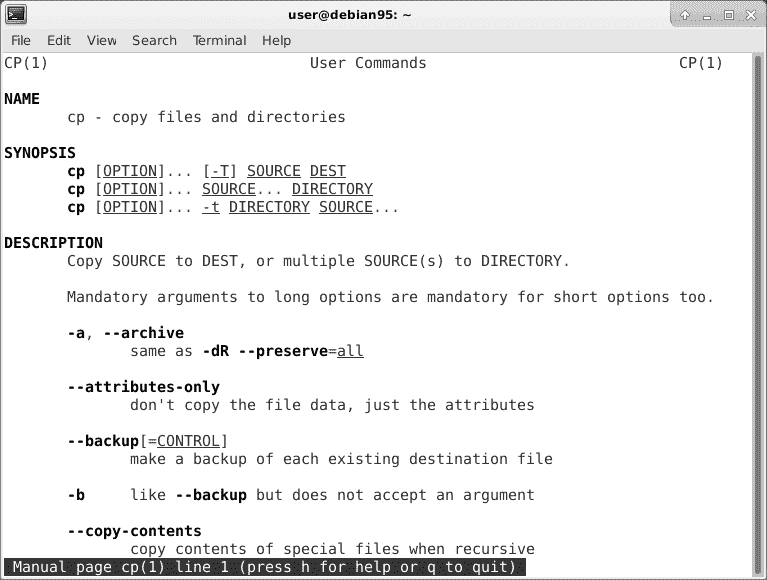 user@debian95: ~
File Edit View Search Terminal Help
CP(1) User Commands CP(1)
NAME
cp - copy files and directories
SYNOPSIS
cp [OPTION]... [-T] SOURCE DEST
cp [OPTION]... SOURCE... DIRECTORY
cp [OPTION]... -t DIRECTORY SOURCE...
DESCRIPTION
Copy SOURCE to DEST, or multiple SOURCE(s) to DIRECTORY.
Mandatory arguments to long options are mandatory for short options too.
-a, --archive
same as -dR --preserve=all
--attributes-only
don't copy the file data, just the attributes
--backup[=CONTROL]
make a backup of each existing destination file
-b like --backup but does not accept an argument
--copy-contents
copy contents of special files when recursive
Manual page cp(1) line 1 (press h for help or q to quit)